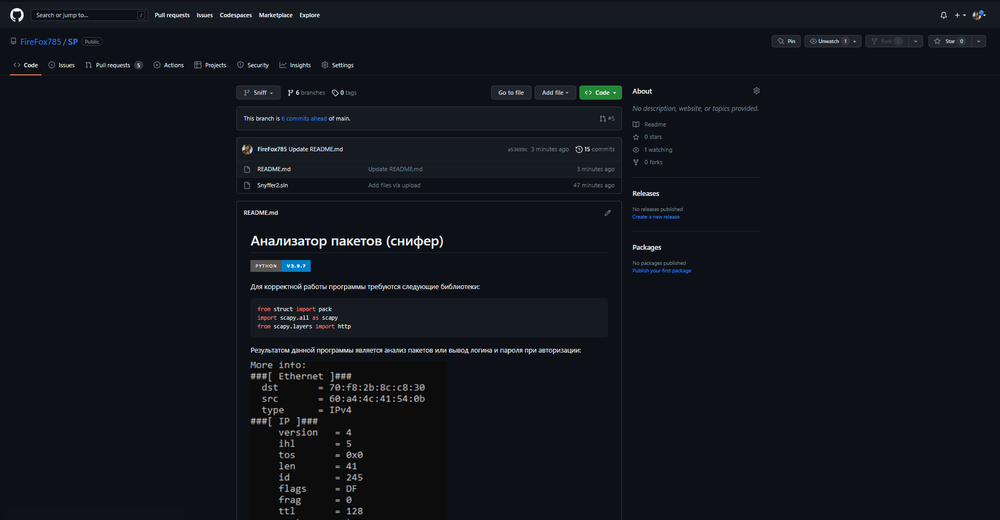 Search or jump to... /
Pull requests Issues Codespaces Marketplace Explore
FireFox785 / SP Public
Pin Unwatch 1 Fork 0 Star 0
Code Issues Pull requests 5 Actions Projects Security Insights Settings
Sniff 6 branches 0 tags Go to file Add file Code
This branch is 6 commits ahead of main. #5
FireFox785 Update README.md a53699c 3 minutes ago 15 commits
README.md Update README.md 3 minutes ago
Snyffer2.sln Add files via upload 47 minutes ago
README.md
Анализатор пакетов (снифер)
PYTHON V3.9.7
Для корректной работы программы требуются следующие библиотеки:
from struct import pack
import scapy.all as scapy
from scapy.layers import http
Результатом данной программы является анализ пакетов или вывод логина и пароля при авторизации:
More info:
###[ Ethernet ]###
dst = 70:f8:2b:8c:c8:30
src = 60:a4:4c:41:54:0b
type = IPv4
###[ IP ]###
version = 4
ihl = 5
tos = 0x0
len = 41
id = 245
flags = DF
frag = 0
ttl = 128
About
No description, website, or topics provided.
Readme
0 stars
1 watching
0 forks
Releases
No releases published
Create a new release
Packages
No packages published
Publish your first package